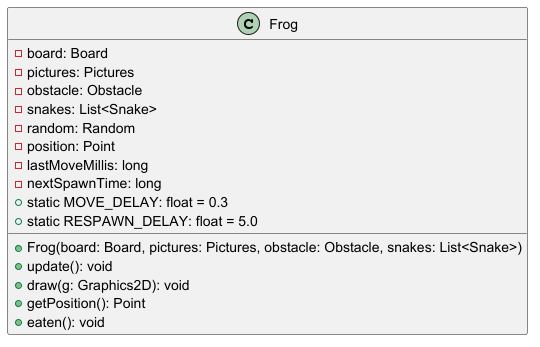 C Frog
board: Board
pictures: Pictures
obstacle: Obstacle
snakes: List<Snake>
random: Random
position: Point
lastMoveMillis: long
nextSpawnTime: long
static MOVE_DELAY: float = 0.3
static RESPAWN_DELAY: float = 5.0
Frog(board: Board, pictures: Pictures, obstacle: Obstacle, snakes: List<Snake>)
update(): void
draw(g: Graphics2D): void
getPosition(): Point
eaten(): void